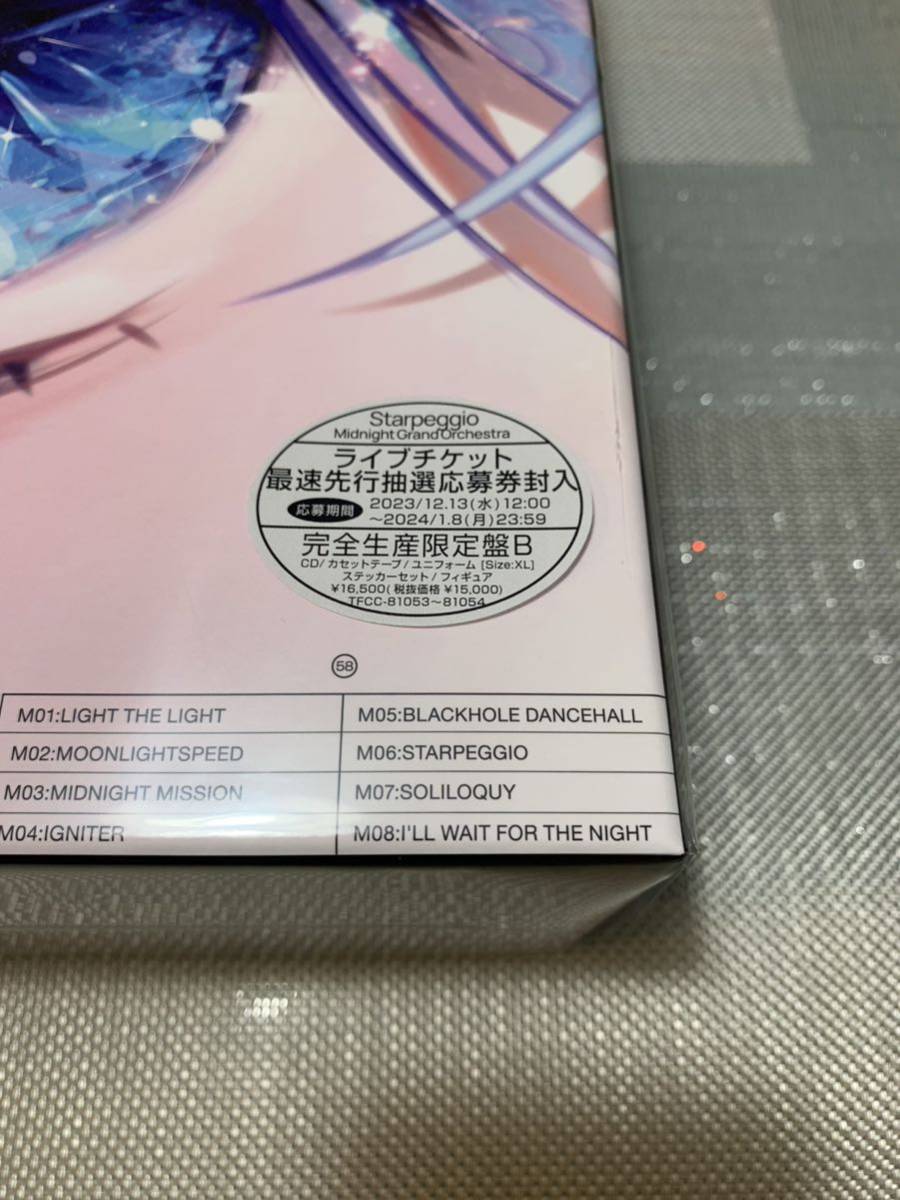 Starpeggio
Midnight Grand Orchestra
ライブチケット
最速先行抽選応募券封入
応募期間 2023/12.13(水)12:00
～2024/1.8(月)23:59
完全生産限定盤B
CD/カセットテープ/ユニフォーム [Size:XL]
ステッカーセット/フィギュア
¥16,500(税抜価格 ¥15,000)
TFCC-81053～81054
58
M01:LIGHT THE LIGHT
M02:MOONLIGHTSPEED
M03:MIDNIGHT MISSION
M04:IGNITER
M05:BLACKHOLE DANCEHALL
M06:STARPEGGIO
M07:SOLILOQUY
M08:I'LL WAIT FOR THE NIGHT